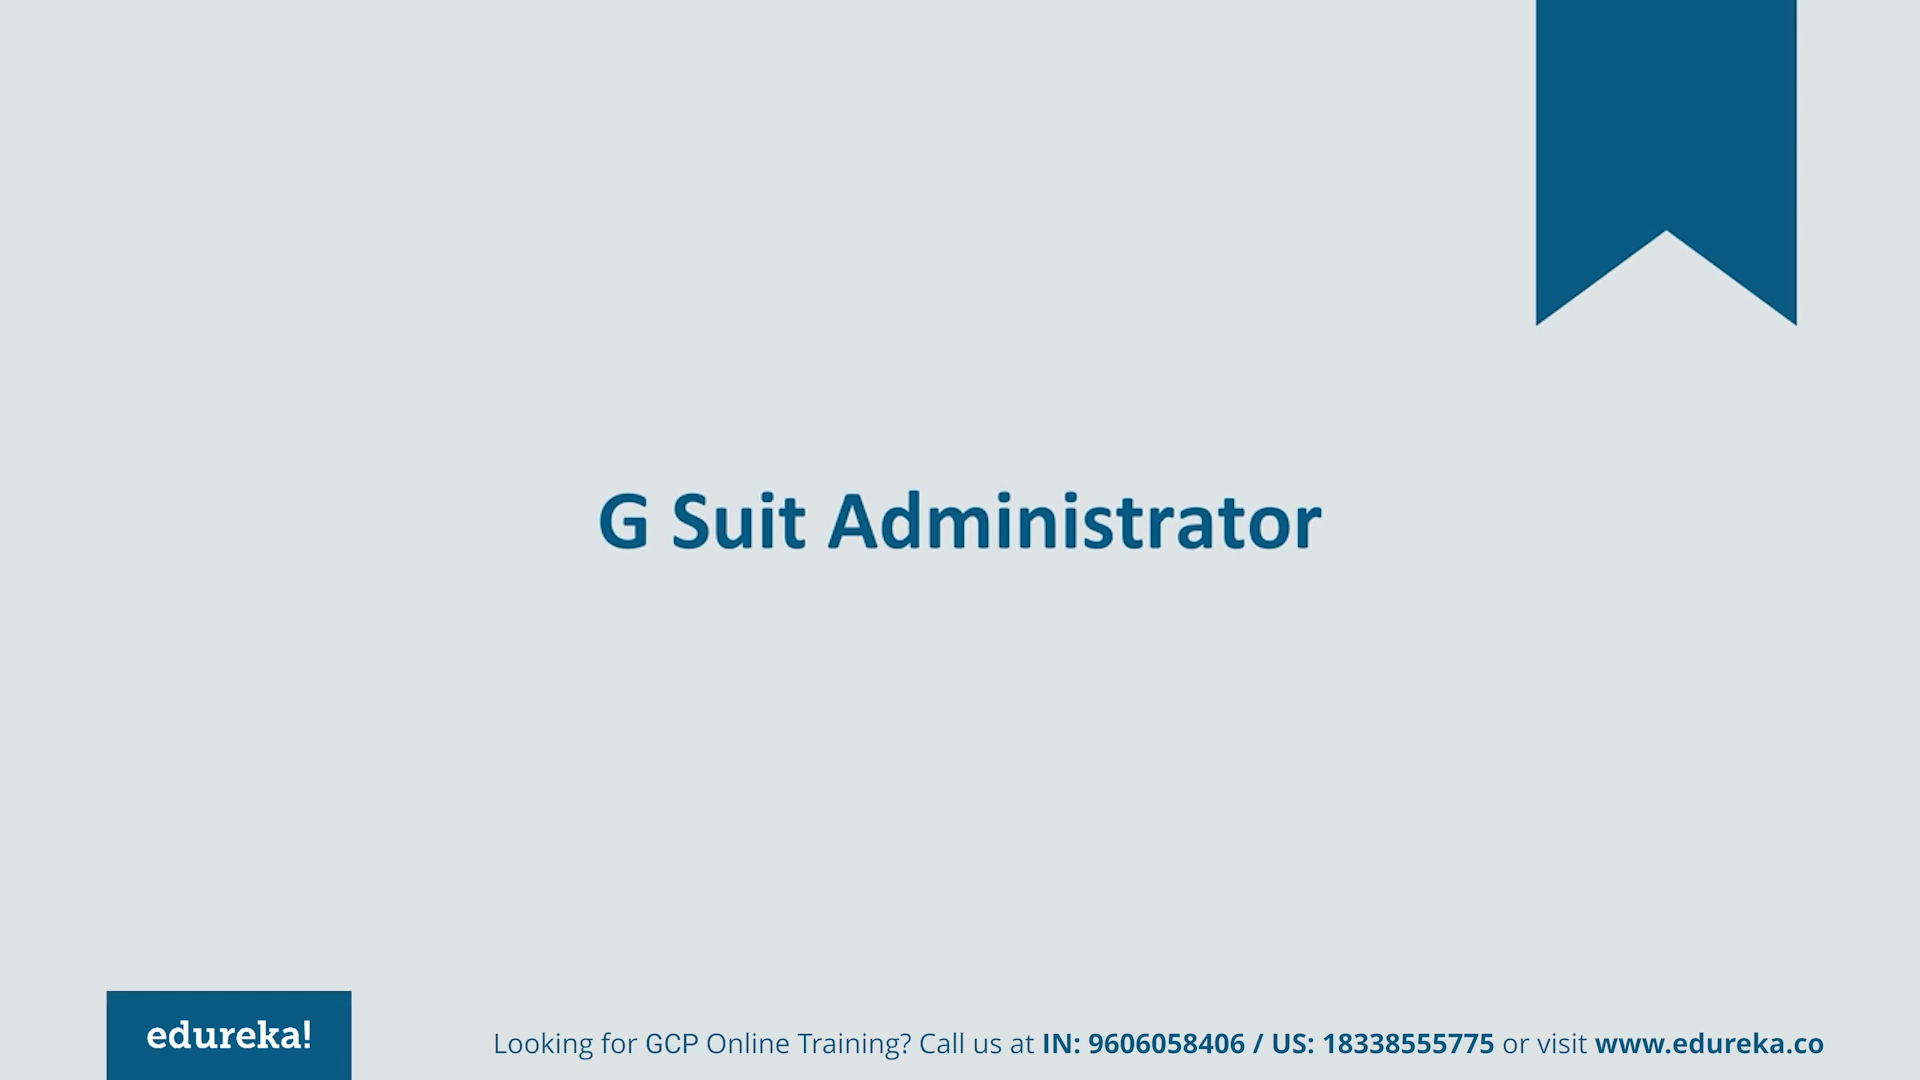 G Suit Administrator
edureka!
Looking for GCP Online Training? Call us at IN: 9606058406 / US: 18338555775 or visit www.edureka.co